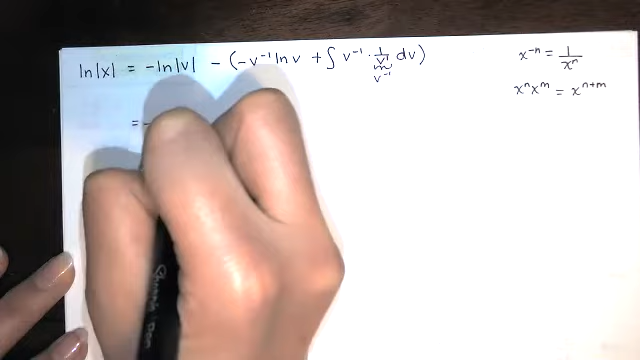 ln|x| = -ln|v| - (-v⁻¹ ln v + ∫ v⁻¹ · 1/v dv)
v⁻¹
x⁻ⁿ = 1/xⁿ
xⁿxᵐ = xⁿ⁺ᵐ
= -